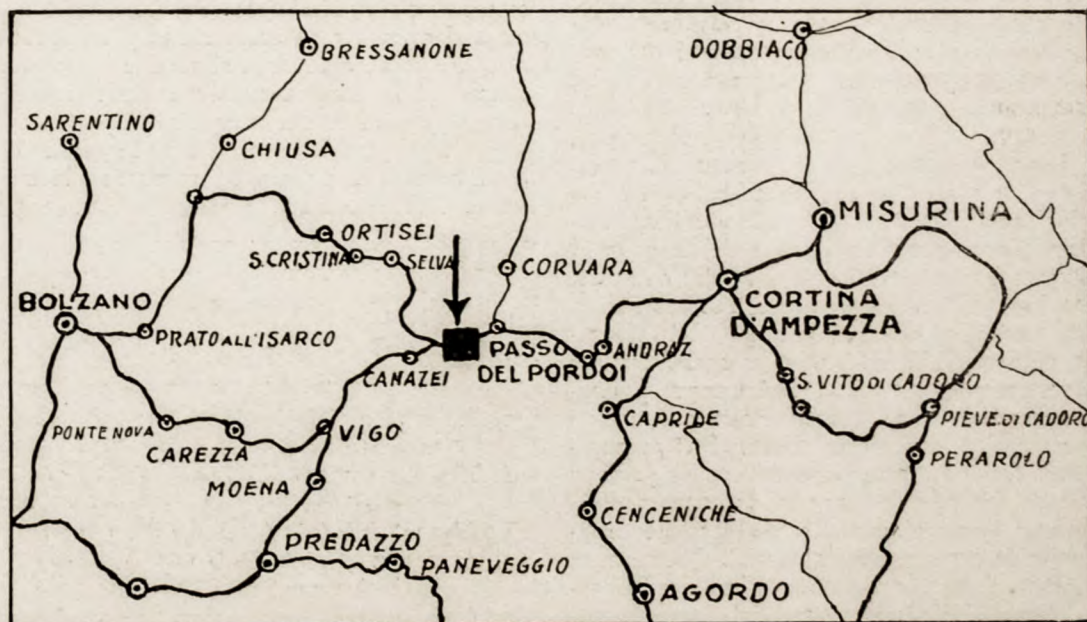 BRESSANONE
DOBBIACO
SARENTINO
CHIUSA
MISURINA
ORTISEI
S. CRISTINA
SELVA
CORVARA
BOLZANO
CORTINA
D'AMPEZZA
PRATO ALL'ISARCO
PASSO
DEL PORDOI
ANDRAZ
CANAZEI
S. VITO DI CADORO
CAPRIDE
PIEVE DI CADORO
PONTE NOVA
CAREZZA
VIGO
PERAROLO
MOENA
CENCENICHE
PREDAZZO
PANEVEGGIO
AGORDO